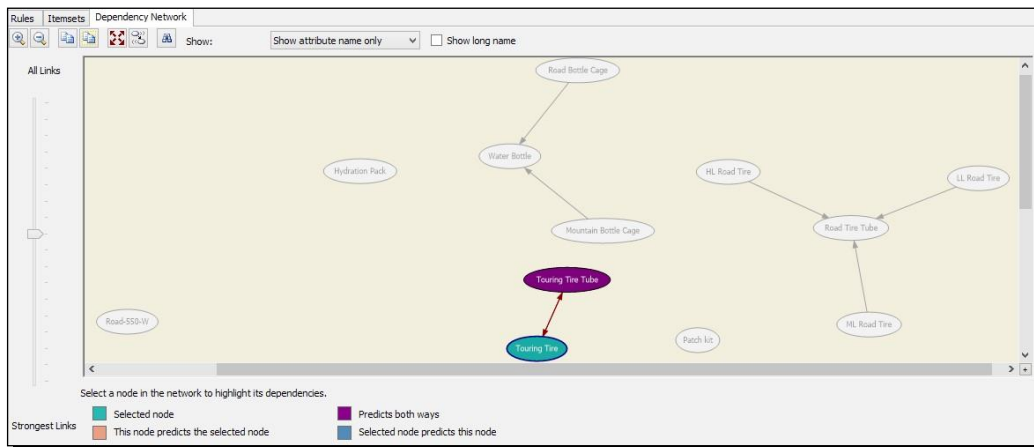 Rules Itemsets Dependency Network
Show: Show attribute name only Show long name
All Links
Road Bottle Cage
Water Bottle
Hydration Pack
HL Road Tire
LL Road Tire
Mountain Bottle Cage
Road Tire Tube
Touring Tire Tube
Road-550-W
ML Road Tire
Touring Tire
Patch kit
Select a node in the network to highlight its dependencies.
Selected node Predicts both ways
Strongest Links
This node predicts the selected node Selected node predicts this node